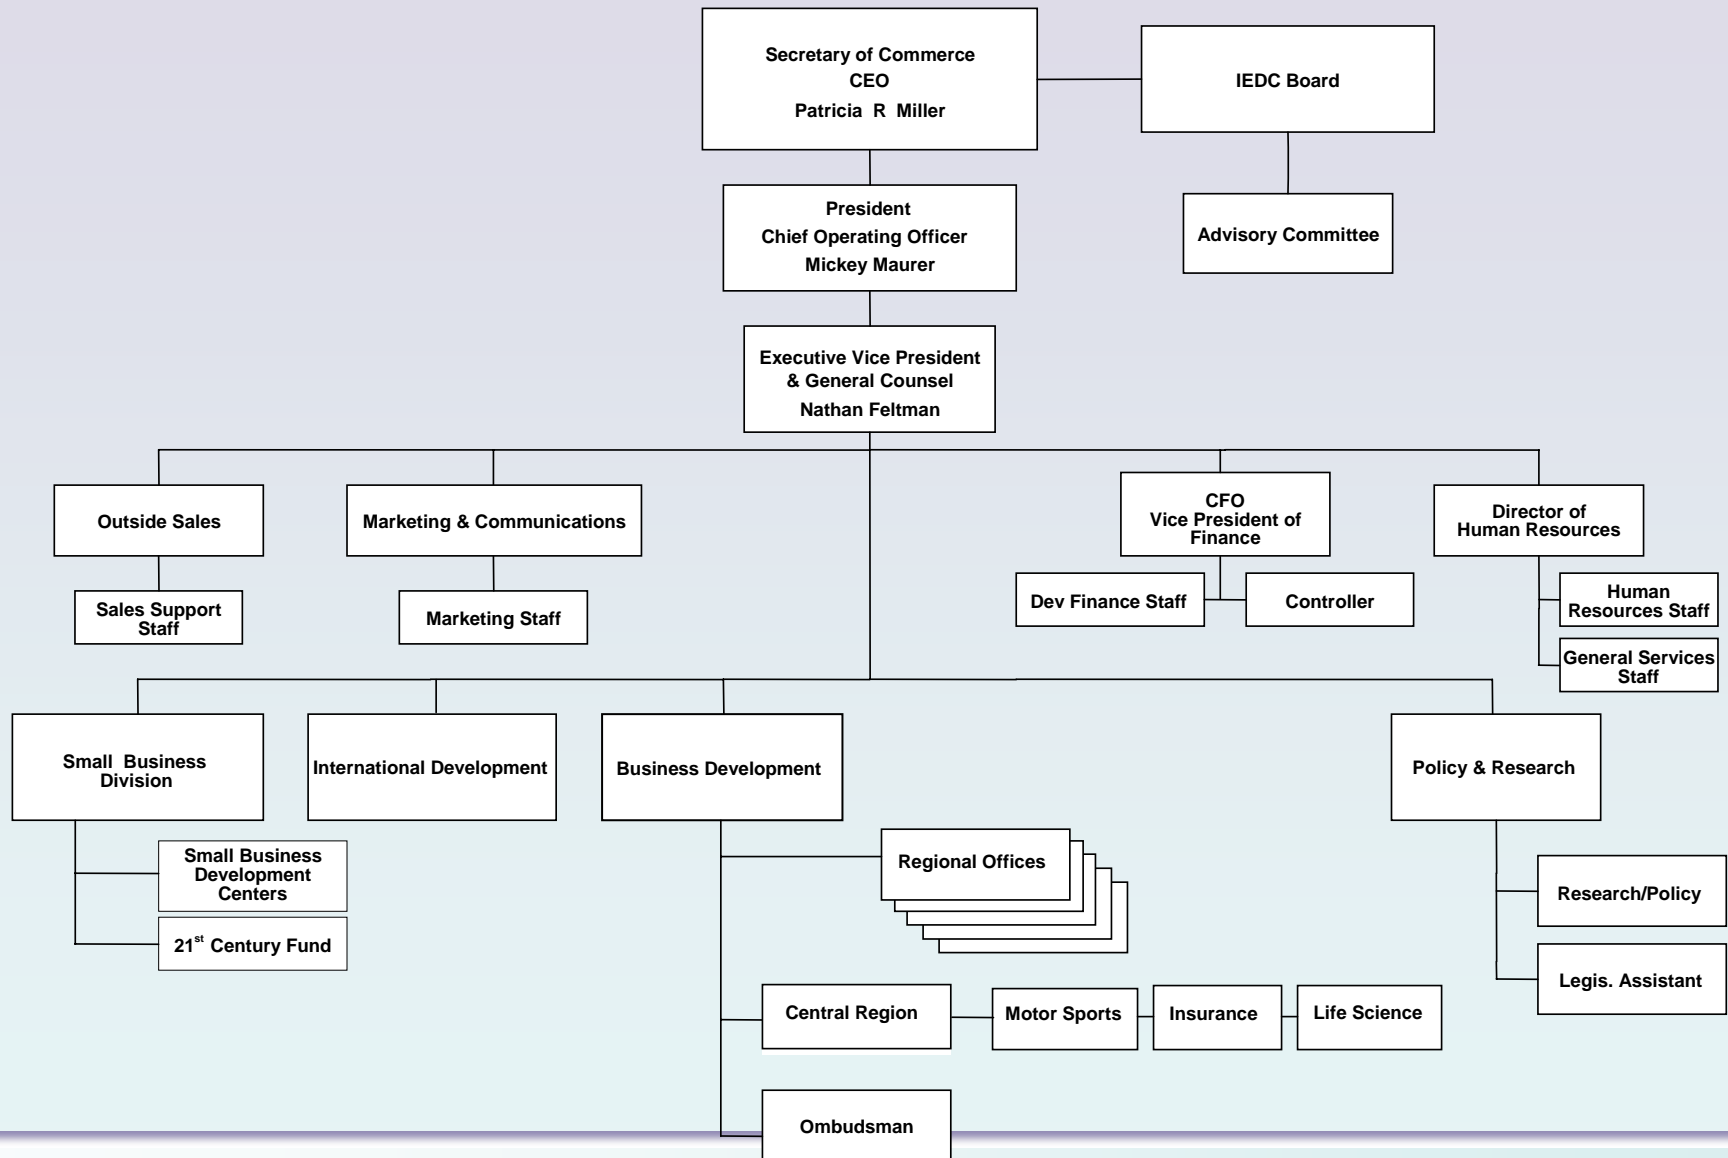 Secretary of Commerce
CEO
Patricia R Miller
IEDC Board
President
Chief Operating Officer
Mickey Maurer
Advisory Committee
Executive Vice President
& General Counsel
Nathan Feltman
Outside Sales
Marketing & Communications
CFO
Vice President of
Finance
Director of
Human Resources
Sales Support
Staff
Marketing Staff
Dev Finance Staff
Controller
Human
Resources Staff
General Services
Staff
Small Business
Division
International Development
Business Development
Policy & Research
Small Business
Development
Centers
21st Century Fund
Regional Offices
Research/Policy
Legis. Assistant
Central Region
Motor Sports
Insurance
Life Science
Ombudsman